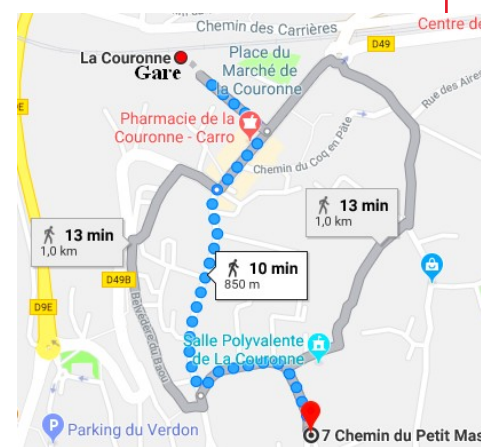 Chemin des Carrières
Centre de
D49
La Couronne
Gare
Place du
Marché de
la Couronne
Pharmacie de la
Couronne - Carro
Rue des Aires
Chemin du Coq en Pâte
9E
13 min
1,0 km
13 min
1,0 km
10 min
850 m
D49B
D9E
Belvédère du Baou
Salle Polyvalente
de La Couronne
Parking du Verdon
7 Chemin du Petit Mas